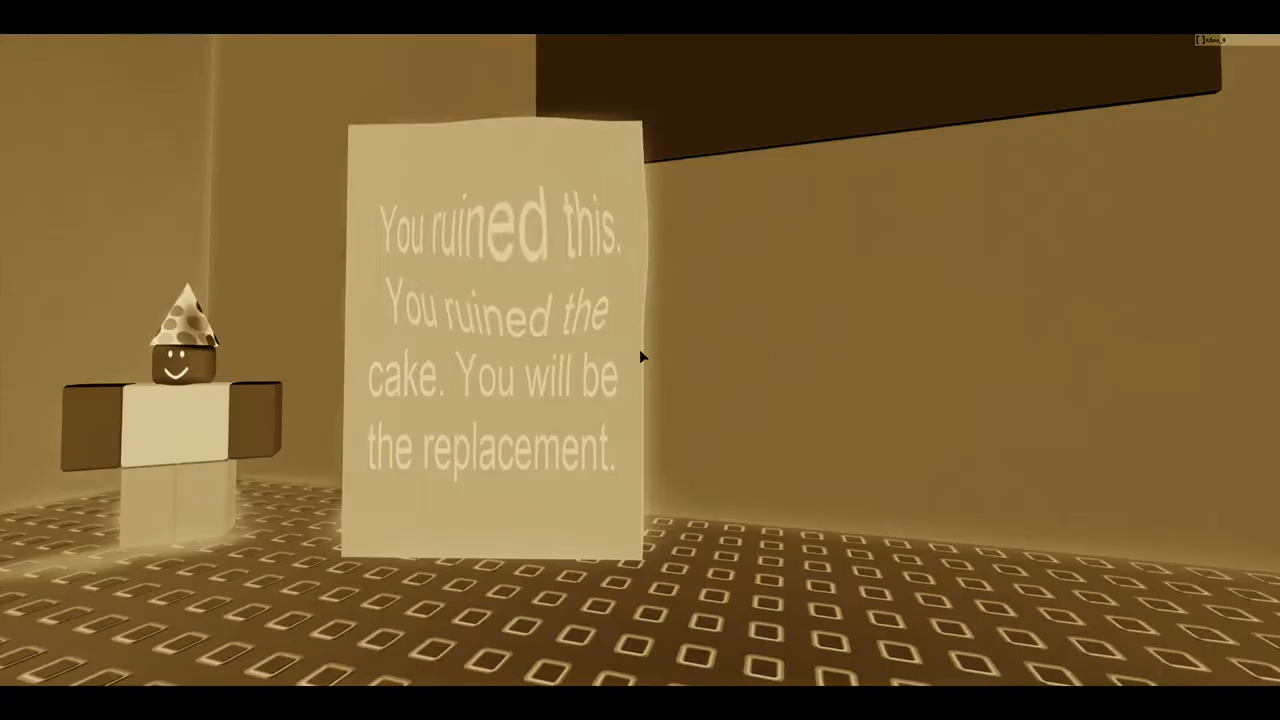 You ruined this.
You ruined the
cake. You will be
the replacement.